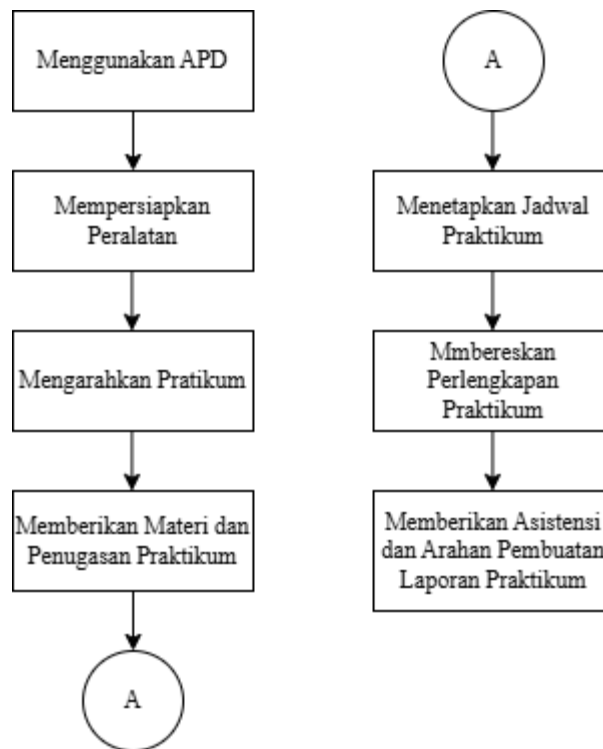 Menggunakan APD
Mempersiapkan
Peralatan
Mengarahkan Pratikum
Memberikan Materi dan
Penugasan Praktikum
A
A
Menetapkan Jadwal
Praktikum
Mmbereskan
Perlengkapan
Praktikum
Memberikan Asistensi
dan Arahan Pembuatan
Laporan Praktikum